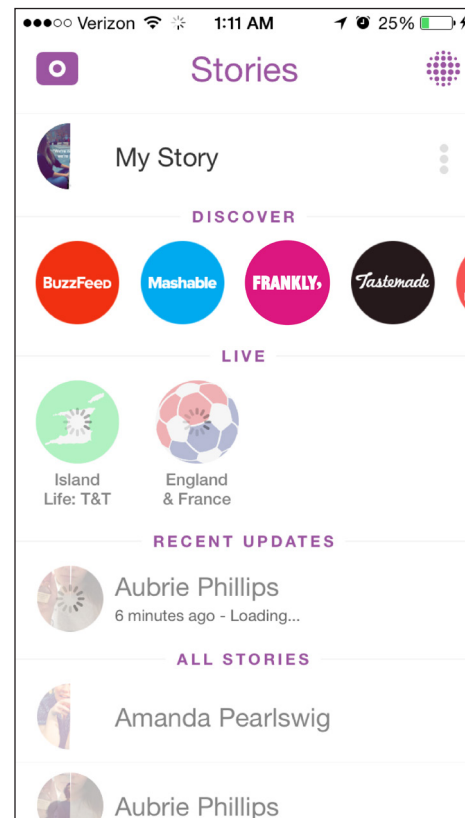 Verizon 1:11 AM 25%
Stories
My Story
DISCOVER
BuzzFeed Mashable FRANKLY, Tastemade
LIVE
Island England
Life: T&T & France
RECENT UPDATES
Aubrie Phillips
6 minutes ago - Loading...
ALL STORIES
Amanda Pearlswig
Aubrie Phillips